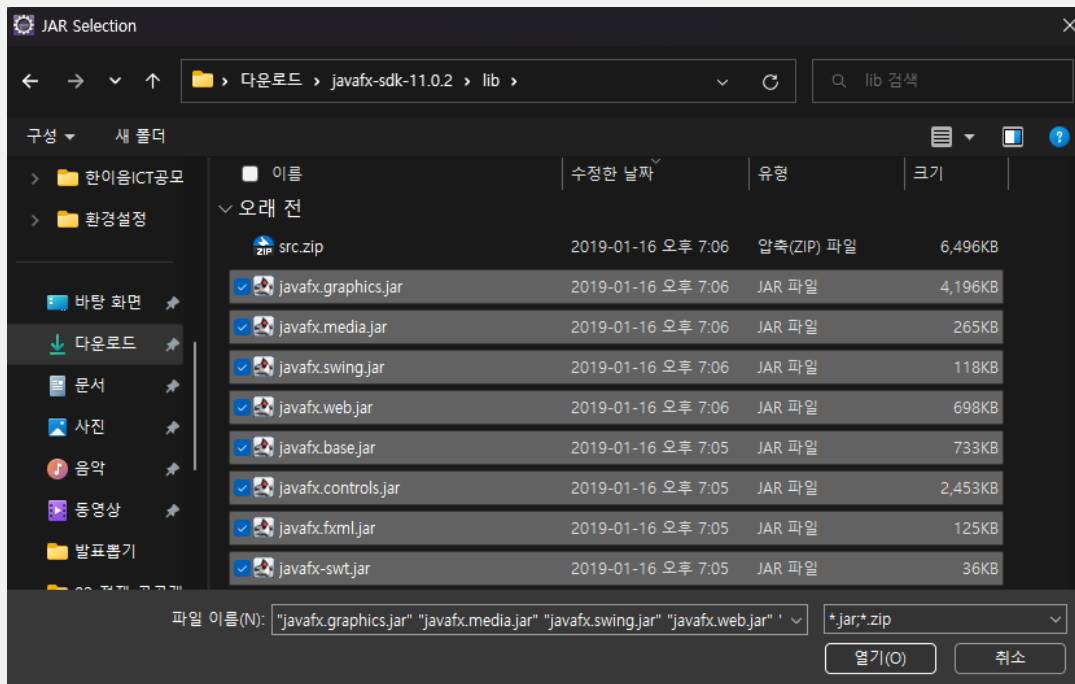 JAR Selection
다운로드 › javafx-sdk-11.0.2 › lib ›
lib 검색
구성
새 폴더
한이음ICT공모
환경설정
바탕 화면
다운로드
문서
사진
음악
동영상
발표뽑기
이름 수정한 날짜 유형 크기
오래 전
src.zip 2019-01-16 오후 7:06 압축(ZIP) 파일 6,496KB
javafx.graphics.jar 2019-01-16 오후 7:06 JAR 파일 4,196KB
javafx.media.jar 2019-01-16 오후 7:06 JAR 파일 265KB
javafx.swing.jar 2019-01-16 오후 7:06 JAR 파일 118KB
javafx.web.jar 2019-01-16 오후 7:06 JAR 파일 698KB
javafx.base.jar 2019-01-16 오후 7:05 JAR 파일 733KB
javafx.controls.jar 2019-01-16 오후 7:05 JAR 파일 2,453KB
javafx.fxml.jar 2019-01-16 오후 7:05 JAR 파일 125KB
javafx-swt.jar 2019-01-16 오후 7:05 JAR 파일 36KB
파일 이름(N): "javafx.graphics.jar" "javafx.media.jar" "javafx.swing.jar" "javafx.web.jar" '
*.jar;*.zip
열기(O)
취소